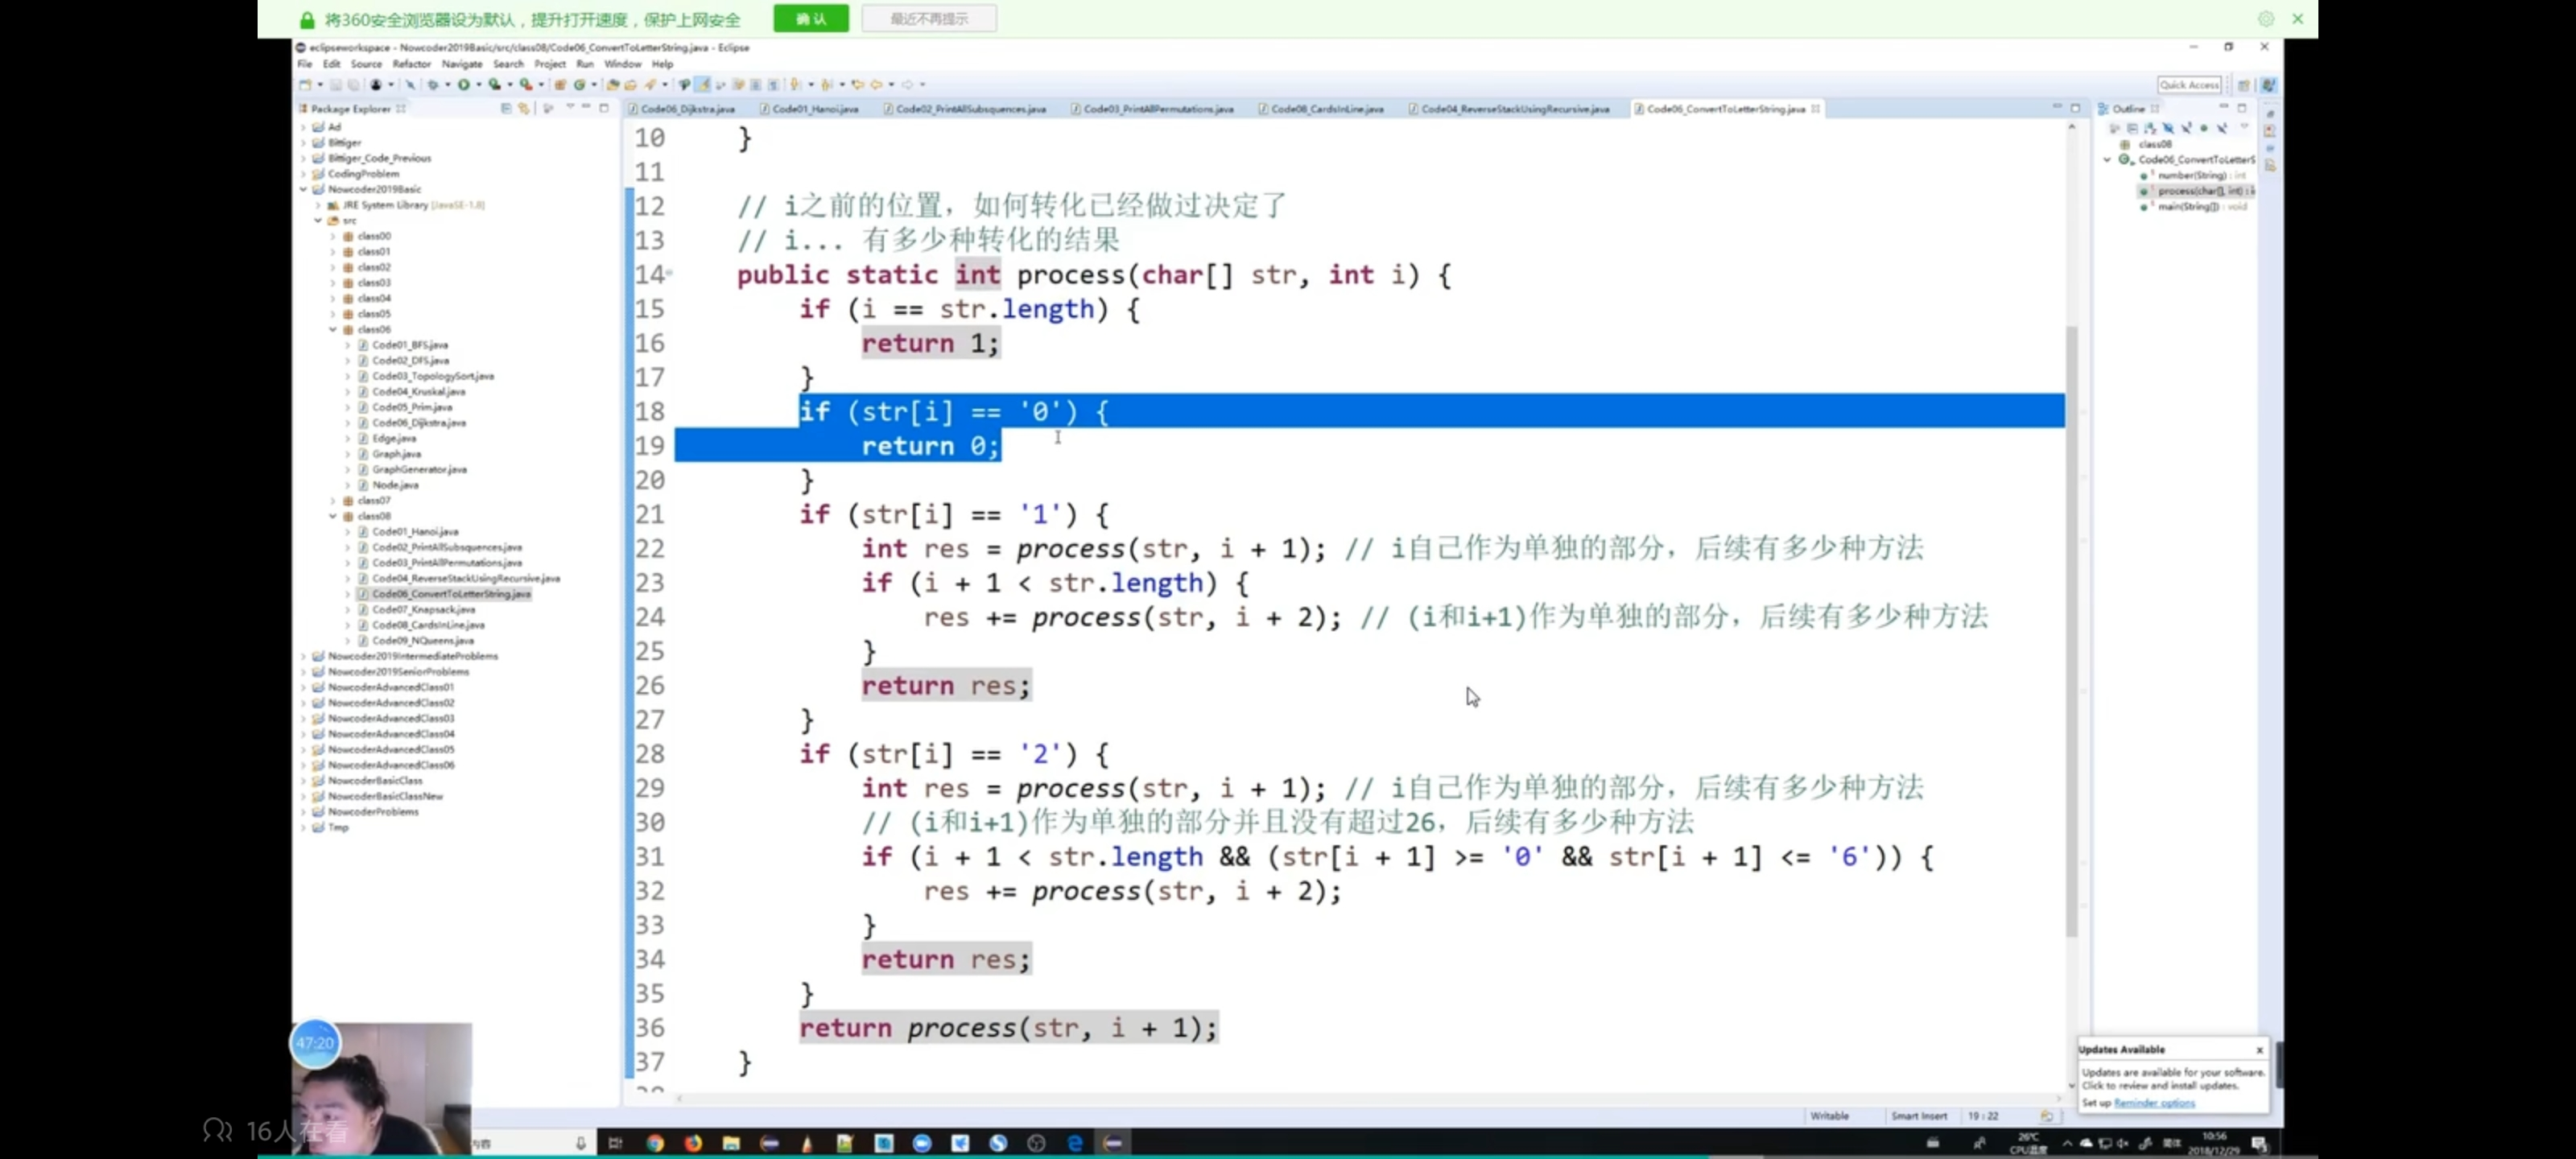 将360安全浏览器设为默认，提升打开速度，保护上网安全
确认
最近不再提示
eclipseworkspace - Nowcoder2019Basic/src/class08/Code06_ConvertToLetterString.java - Eclipse
File Edit Source Refactor Navigate Search Project Run Window Help
Quick Access
Package Explorer
Code06_Dijkstra.java
Code01_Hanoi.java
Code02_PrintAllSubsquences.java
Code03_PrintAllPermutations.java
Code08_CardsInLine.java
Code04_ReverseStackUsingRecursive.java
Code06_ConvertToLetterString.java
Outline
Ad
Bittiger
Bittiger_Code_Previous
CodingProblem
Nowcoder2019Basic
JRE System Library [JavaSE-1.8]
src
class00
class01
class02
class03
class04
class05
class06
Code01_BFS.java
Code02_DFS.java
Code03_TopologySort.java
Code04_Kruskal.java
Code05_Prim.java
Code06_Dijkstra.java
Edge.java
Graph.java
GraphGenerator.java
Node.java
class07
class08
Code01_Hanoi.java
Code02_PrintAllSubsquences.java
Code03_PrintAllPermutations.java
Code04_ReverseStackUsingRecursive.java
Code06_ConvertToLetterString.java
Code07_Knapsack.java
Code08_CardsInLine.java
Code09_NQueens.java
Nowcoder2019IntermediateProblems
Nowcoder2019SeniorProblems
NowcoderAdvancedClass01
NowcoderAdvancedClass02
NowcoderAdvancedClass03
NowcoderAdvancedClass04
NowcoderAdvancedClass05
NowcoderAdvancedClass06
NowcoderBasicClass
NowcoderBasicClassNew
NowcoderProblems
Tmp
10 }
11
12 // i之前的位置，如何转化已经做过决定了
13 // i... 有多少种转化的结果
14 public static int process(char[] str, int i) {
15 if (i == str.length) {
16 return 1;
17 }
18 if (str[i] == '0') {
19 return 0;
20 }
21 if (str[i] == '1') {
22 int res = process(str, i + 1); // i自己作为单独的部分，后续有多少种方法
23 if (i + 1 < str.length) {
24 res += process(str, i + 2); // (i和i+1)作为单独的部分，后续有多少种方法
25 }
26 return res;
27 }
28 if (str[i] == '2') {
29 int res = process(str, i + 1); // i自己作为单独的部分，后续有多少种方法
30 // (i和i+1)作为单独的部分并且没有超过26，后续有多少种方法
31 if (i + 1 < str.length && (str[i + 1] >= '0' && str[i + 1] <= '6')) {
32 res += process(str, i + 2);
33 }
34 return res;
35 }
36 return process(str, i + 1);
37 }
class08
Code06_ConvertToLetterS
number(String) : int
process(char[], int) : i
main(String[]) : void
Updates Available x
Updates are available for your software.
Click to review and install updates.
Set up Reminder options
Writable
Smart Insert
19 : 22
47:20
16人在看
内容
26℃
CPU温度
简体
10:56
2018/12/29